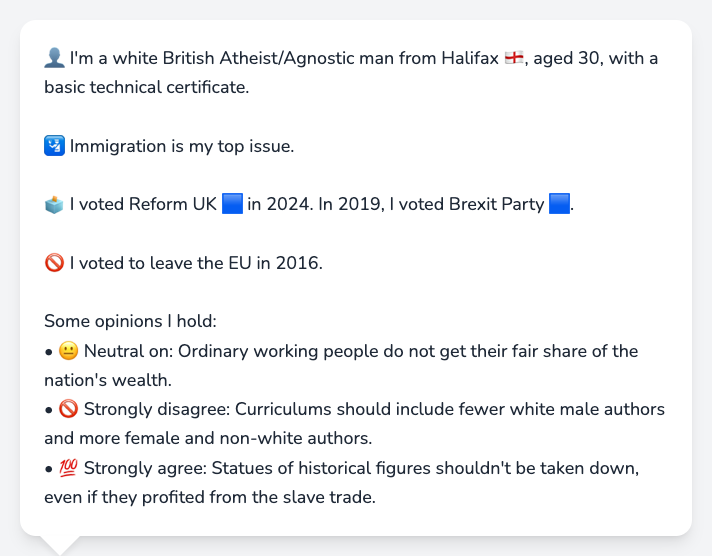 👤 I'm a white British Atheist/Agnostic man from Halifax 🏴󠁧󠁢󠁥󠁮󠁧󠁿, aged 30, with a
basic technical certificate.
🛂 Immigration is my top issue.
🗳️ I voted Reform UK 🟦 in 2024. In 2019, I voted Brexit Party 🟦.
🚫 I voted to leave the EU in 2016.
Some opinions I hold:
• 😐 Neutral on: Ordinary working people do not get their fair share of the
nation's wealth.
• 🚫 Strongly disagree: Curriculums should include fewer white male authors
and more female and non-white authors.
• 💯 Strongly agree: Statues of historical figures shouldn't be taken down,
even if they profited from the slave trade.